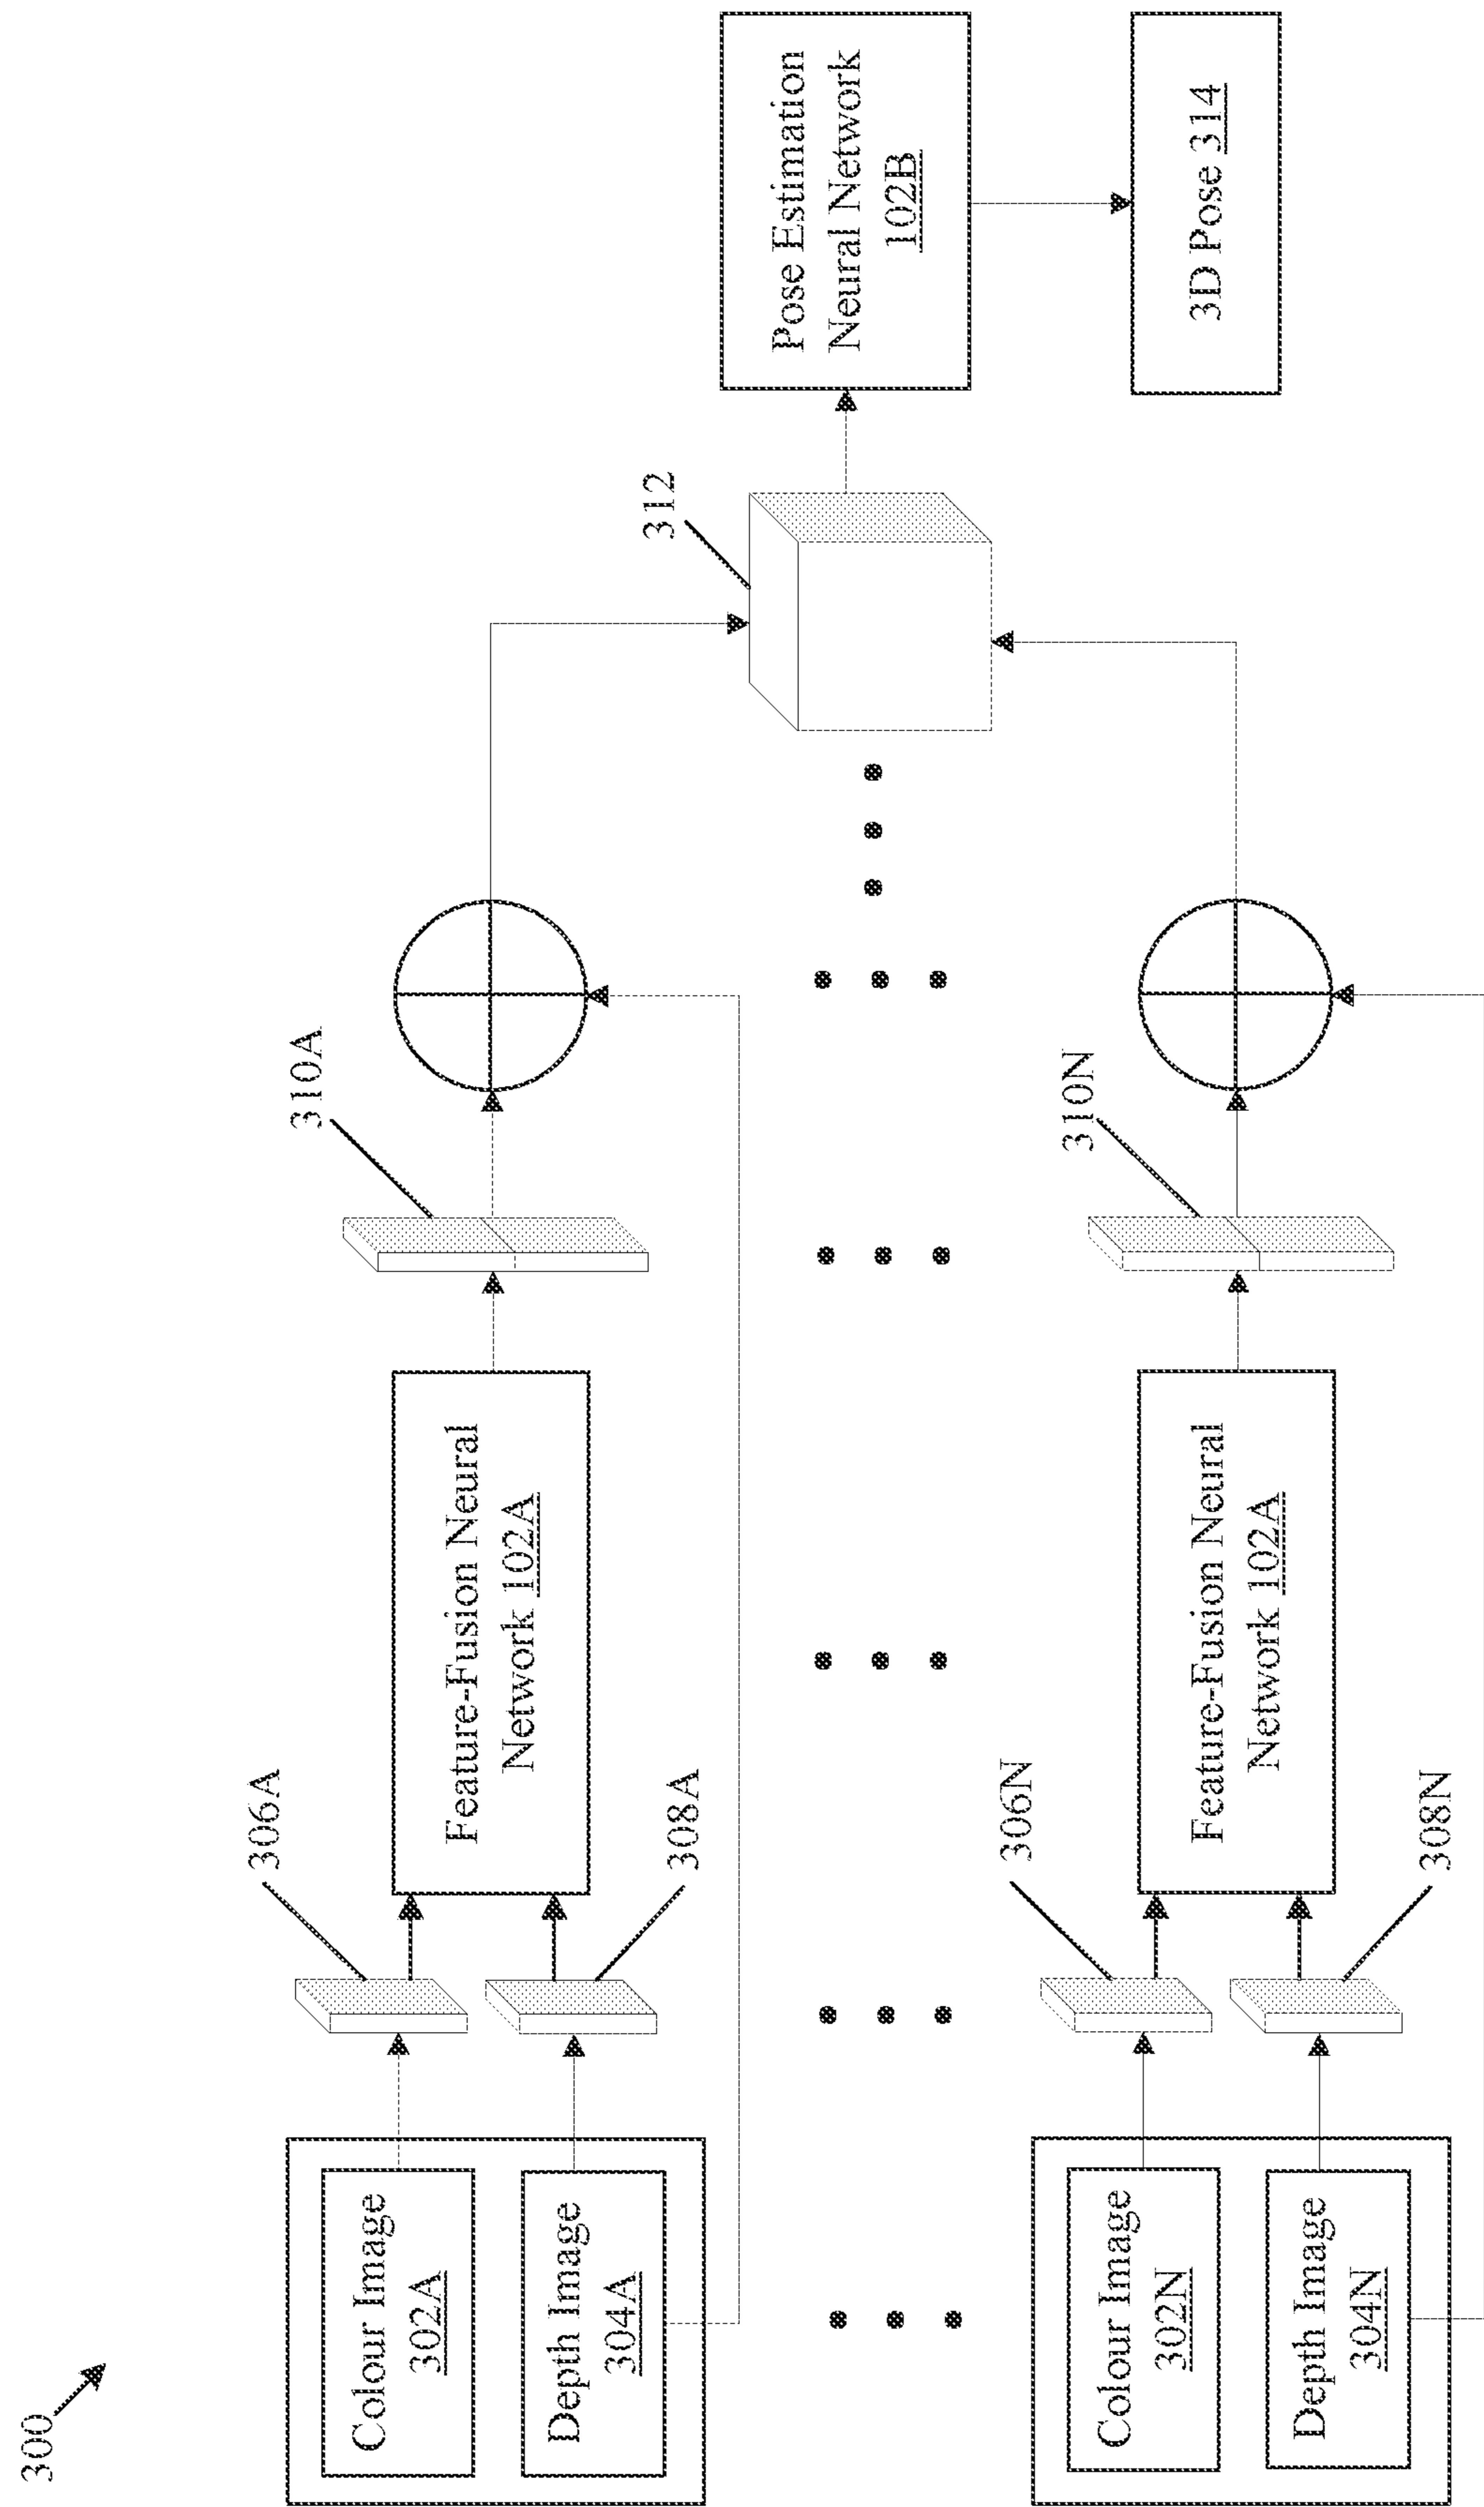 300
Colour Image
302A
Depth Image
304A
306A
308A
Feature-Fusion Neural
Network 102A
310A
312
Pose Estimation
Neural Network
102B
3D Pose 314
Colour Image
302N
Depth Image
304N
306N
308N
Feature-Fusion Neural
Network 102A
310N